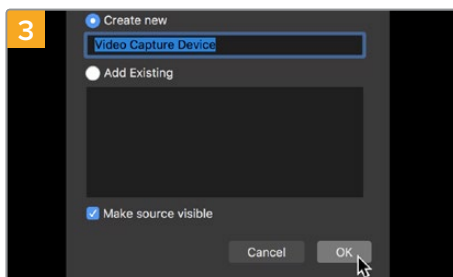 3
Create new
Video Capture Device
Add Existing
Make source visible
Cancel OK